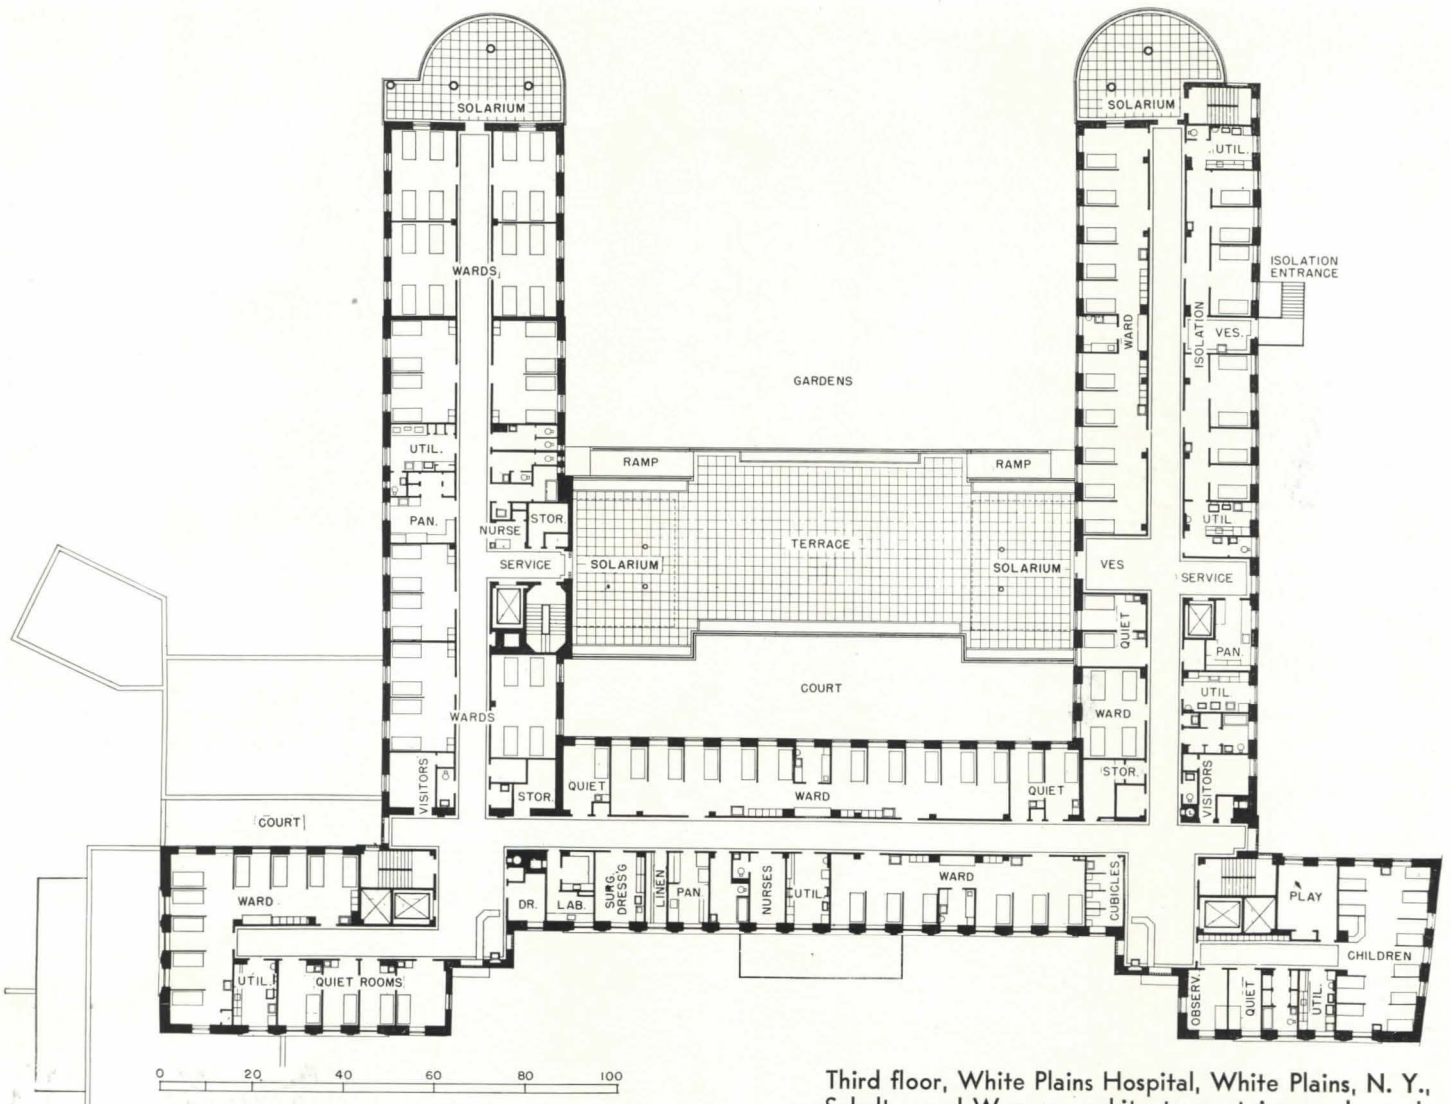 SOLARIUM
SOLARIUM
UTIL.
WARDS
ISOLATION
ENTRANCE
WARD
ISOLATION
VES.
GARDENS
UTIL.
RAMP
RAMP
PAN.
NURSE
STOR.
UTIL.
TERRACE
SERVICE
SOLARIUM
SOLARIUM
VES
SERVICE
QUIET
PAN.
COURT
UTIL
WARD
WARDS
VISITORS
STOR.
QUIET
WARD
QUIET
STOR.
VISITORS
COURT
WARD
DR.
LAB.
SURG.
DRESS'G
LINEN
PAN.
NURSES
UTIL.
WARD
CUBICLES
PLAY
CHILDREN
UTIL.
QUIET ROOMS
OBSERV.
QUIET
UTIL.
0 20 40 60 80 100
Third floor, White Plains Hospital, White Plains, N. Y.,